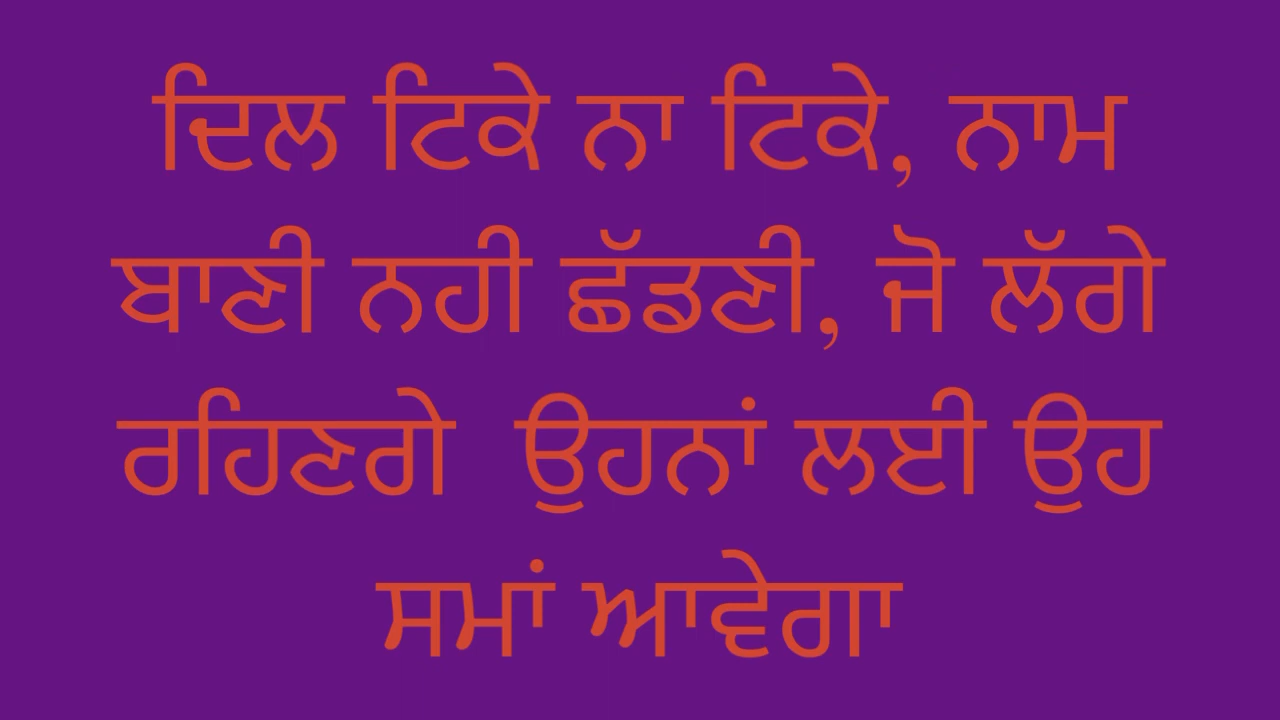 ਦਿਲ ਟਿਕੇ ਨਾ ਟਿਕੇ, ਨਾਮ
ਬਾਣੀ ਨਹੀ ਛੱਡਣੀ, ਜੋ ਲੱਗੇ
ਰਹਿਣਗੇ  ਉਹਨਾਂ ਲਈ ਉਹ
ਸਮਾਂ ਆਵੇਗਾ